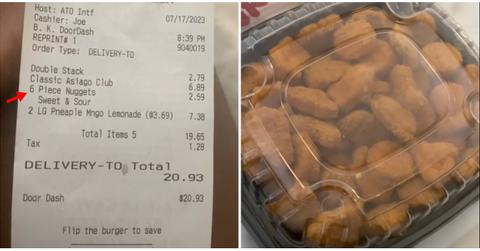 Host: ATO Intf
Cashier: Joe 07/17/2023
B. K. DoorDash
REPRINT# 1 8:39 PM
Order Type: DELIVERY-TO 9040019
Double Stack 2.79
Classic Asiago Club 6.89
6 Piece Nuggets 2.59
Sweet & Sour
2 LG Pneaple Mngo Lemonade (@3.69) 7.38
Total Items 5 19.65
Tax 1.28
DELIVERY-TO Total
20.93
Door Dash $20.93
Flip the burger to save